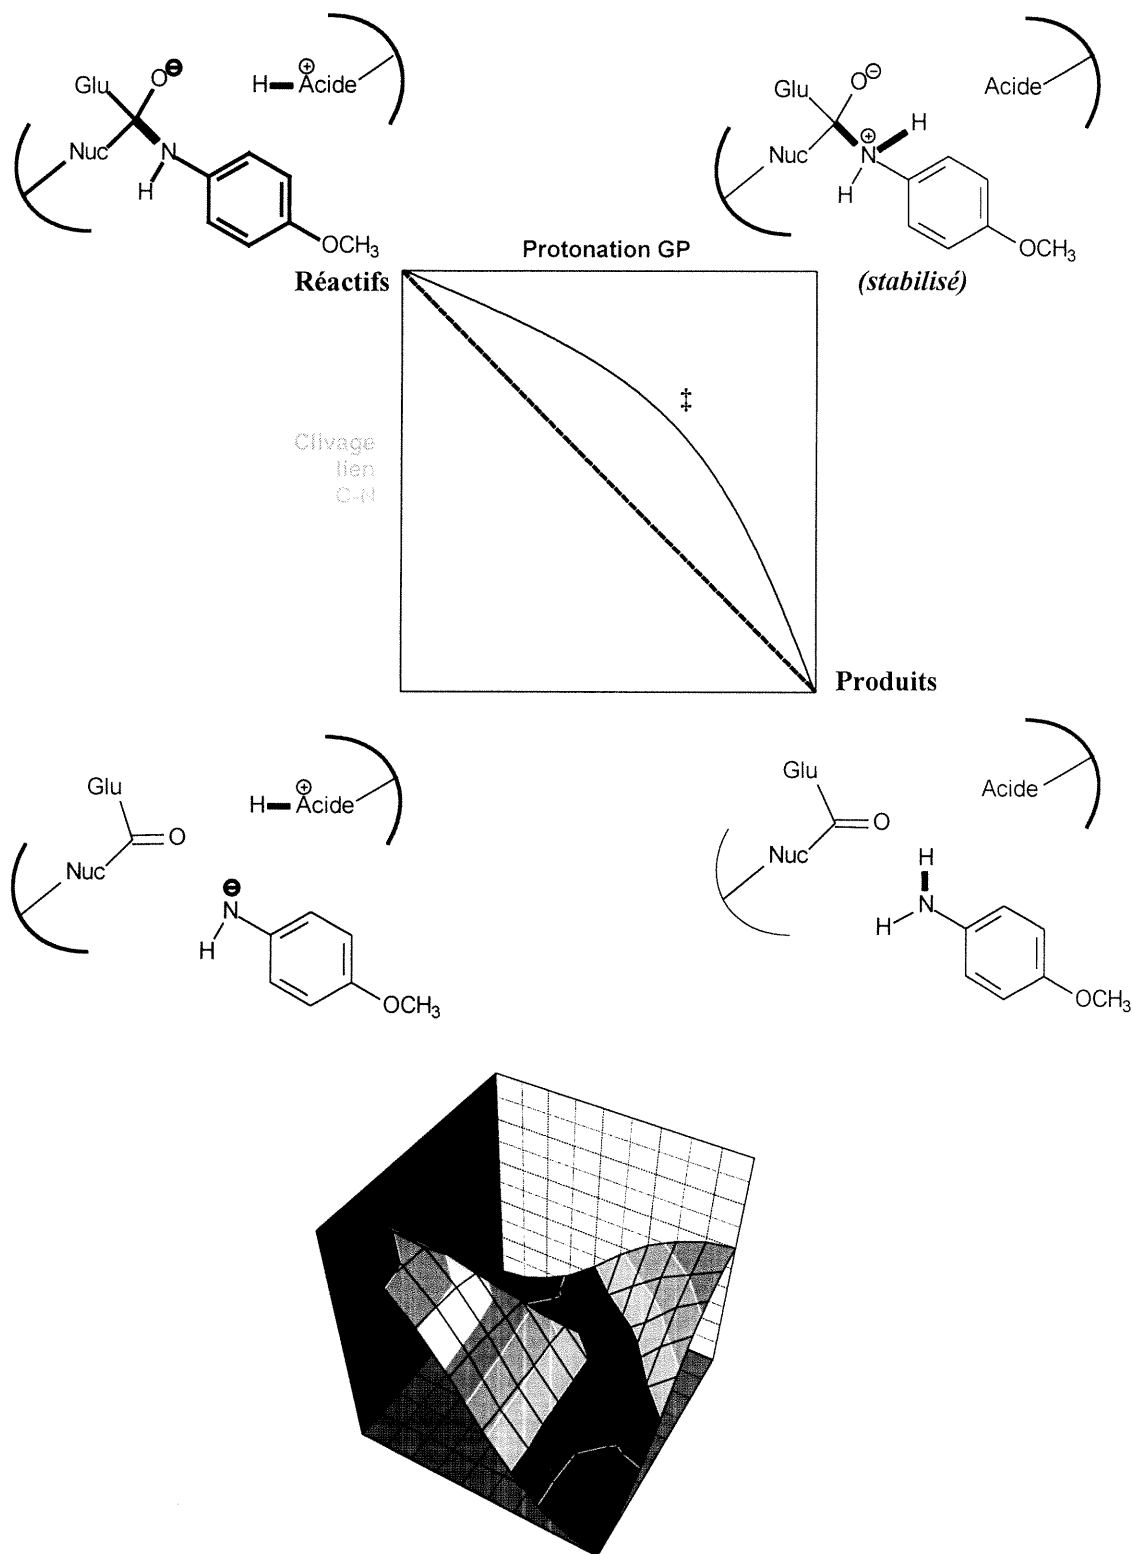 Glu
O⊖
H
⊕
Acide
Nuc
N
H
OCH₃
Glu
O⊖
Acide
Nuc
⊕
N
H
H
OCH₃
Protonation GP
Réactifs
(stabilisé)
‡
Clivage
lien
C-N
Produits
Glu
O
H
⊕
Acide
Nuc
⊖
N
H
OCH₃
Glu
O
Acide
Nuc
H
N
H
OCH₃